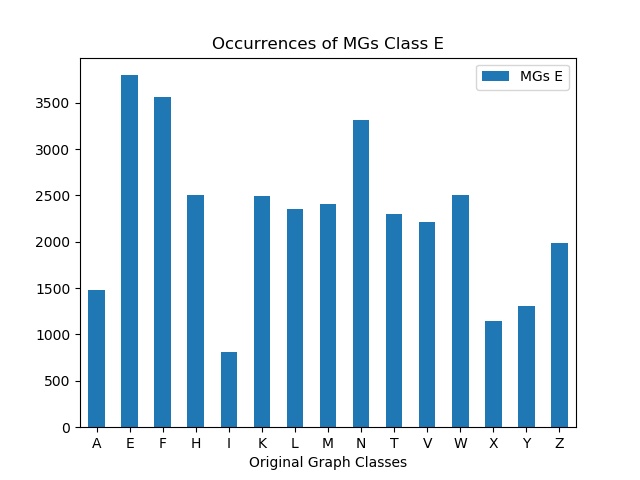 Occurrences of MGs Class E
MGs E
3500
3000
2500
2000
1500
1000
500
0
A E F H I K L M N T V W X Y Z
Original Graph Classes